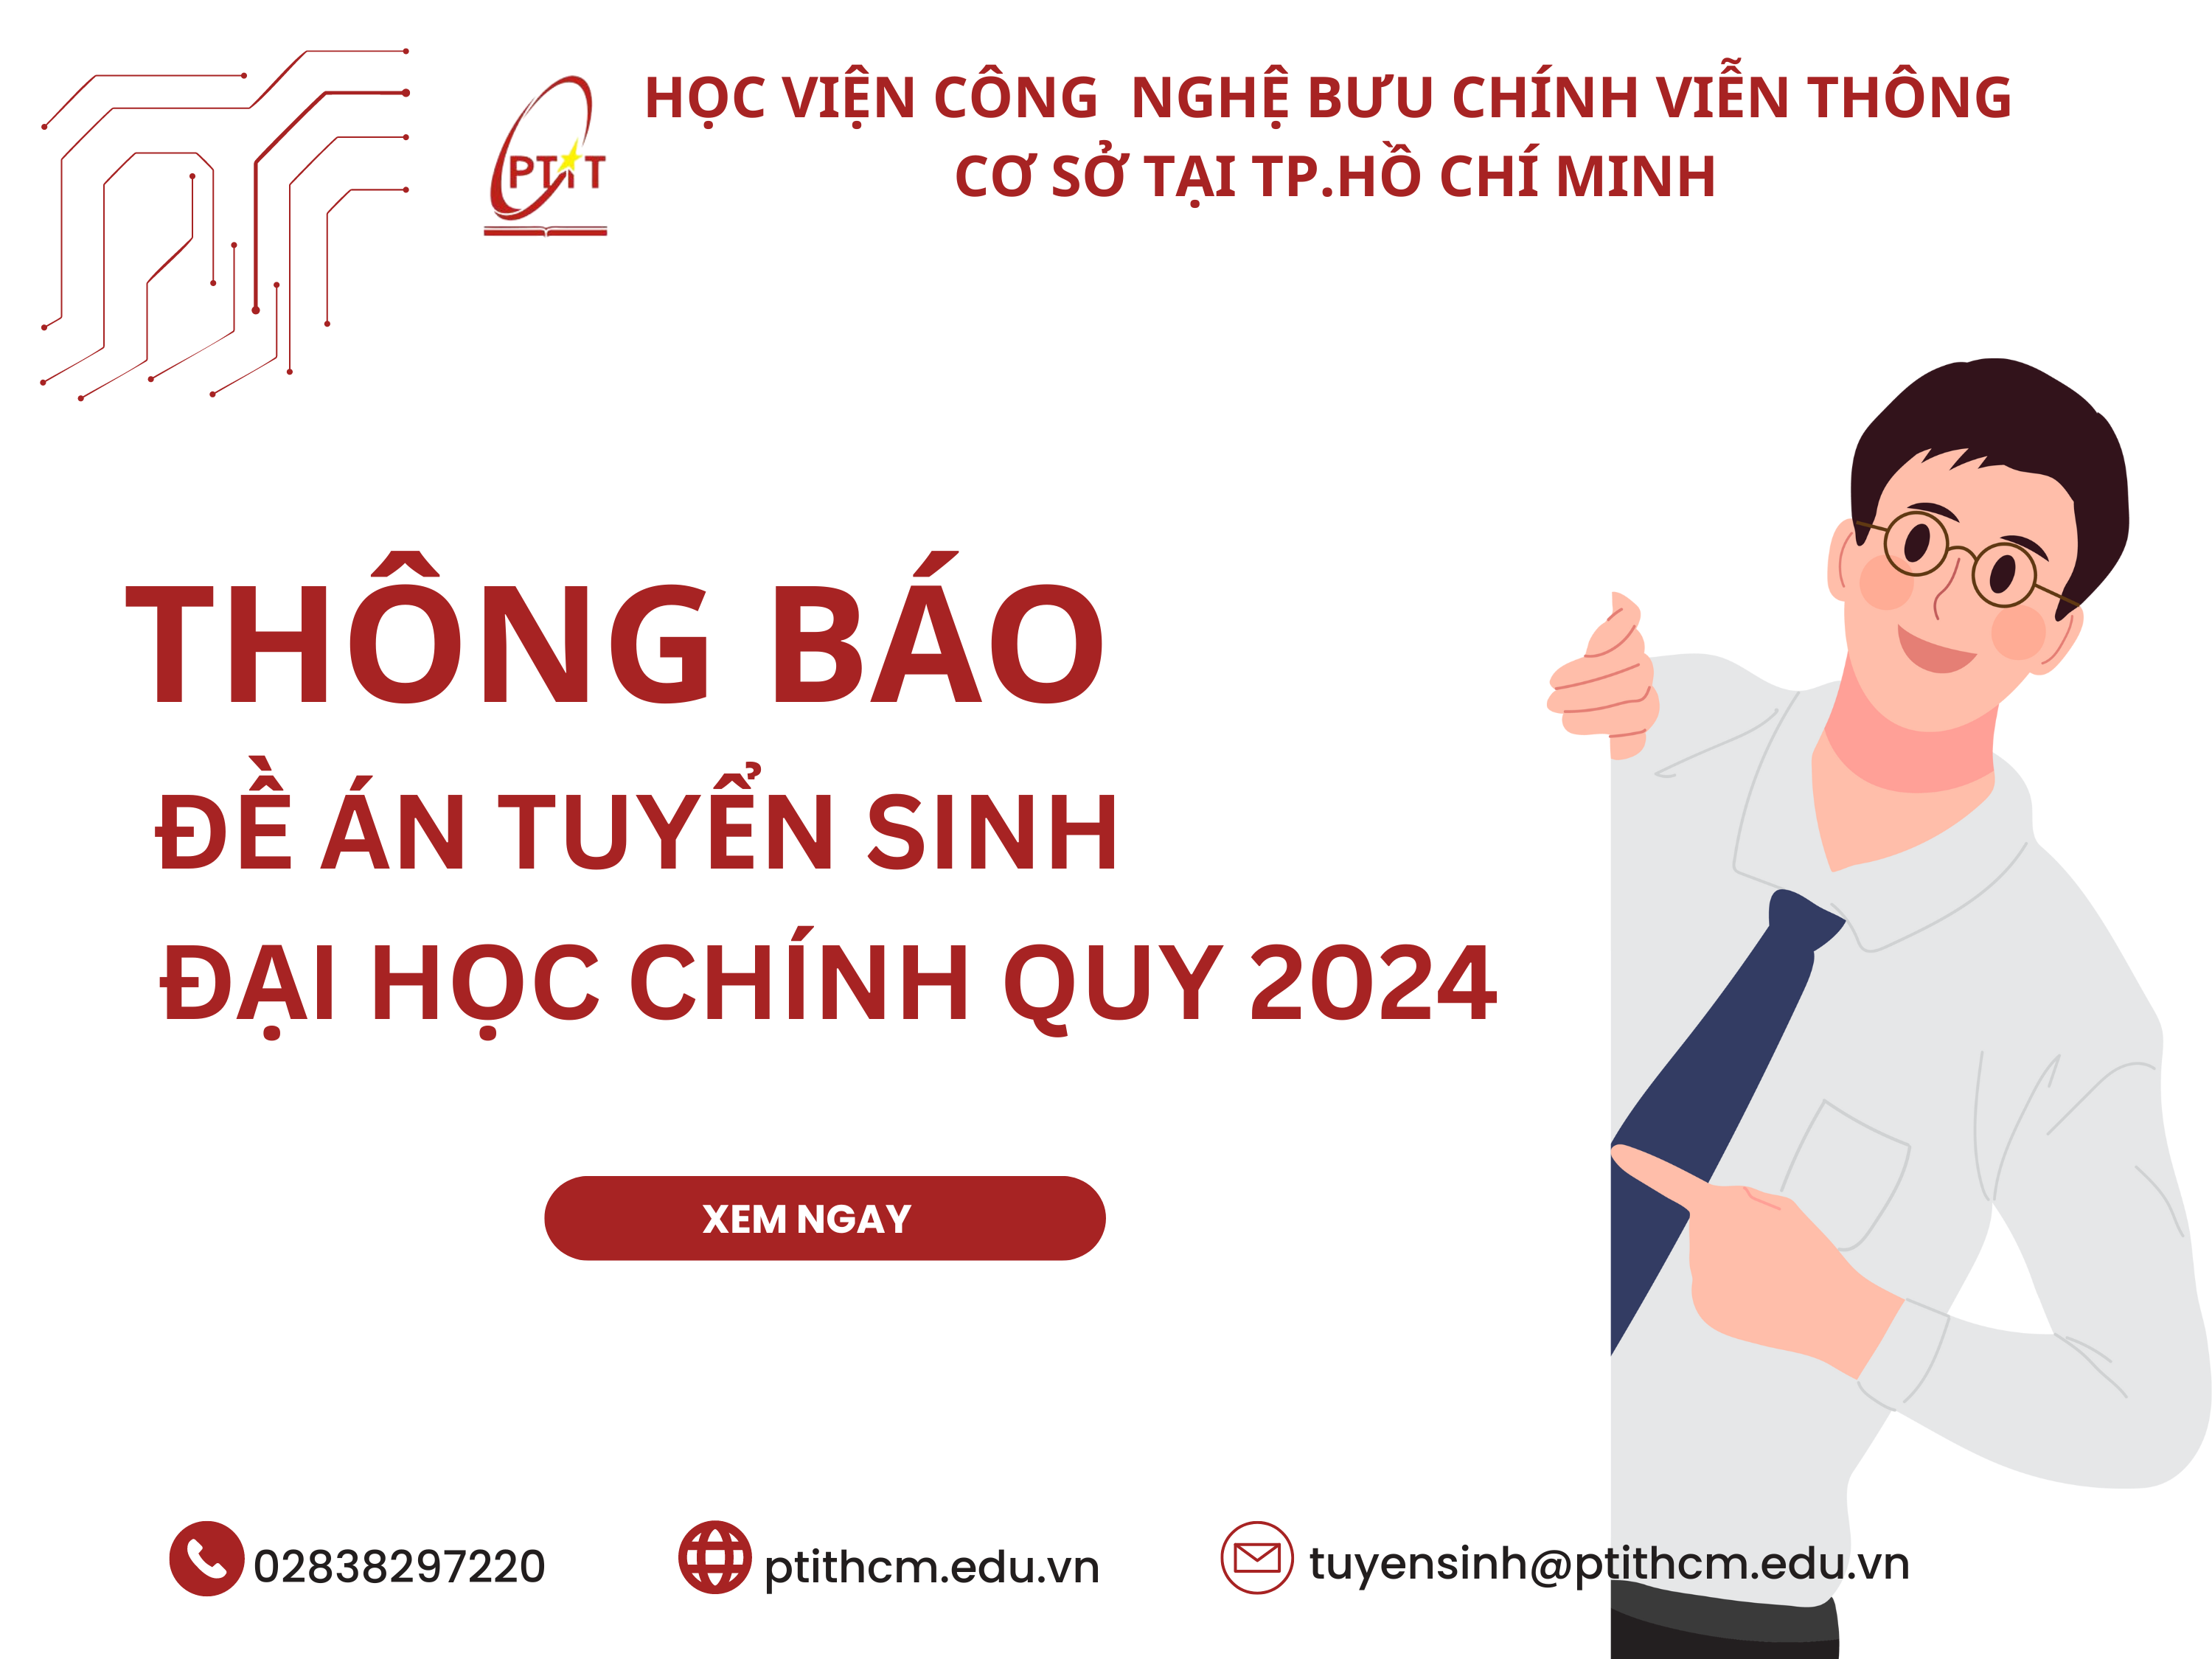 PTIT
HỌC VIỆN CÔNG NGHỆ BƯU CHÍNH VIỄN THÔNG
CƠ SỞ TẠI TP.HỒ CHÍ MINH
THÔNG BÁO
ĐỀ ÁN TUYỂN SINH
ĐẠI HỌC CHÍNH QUY 2024
XEM NGAY
02838297220
ptithcm.edu.vn
tuyensinh@ptithcm.edu.vn